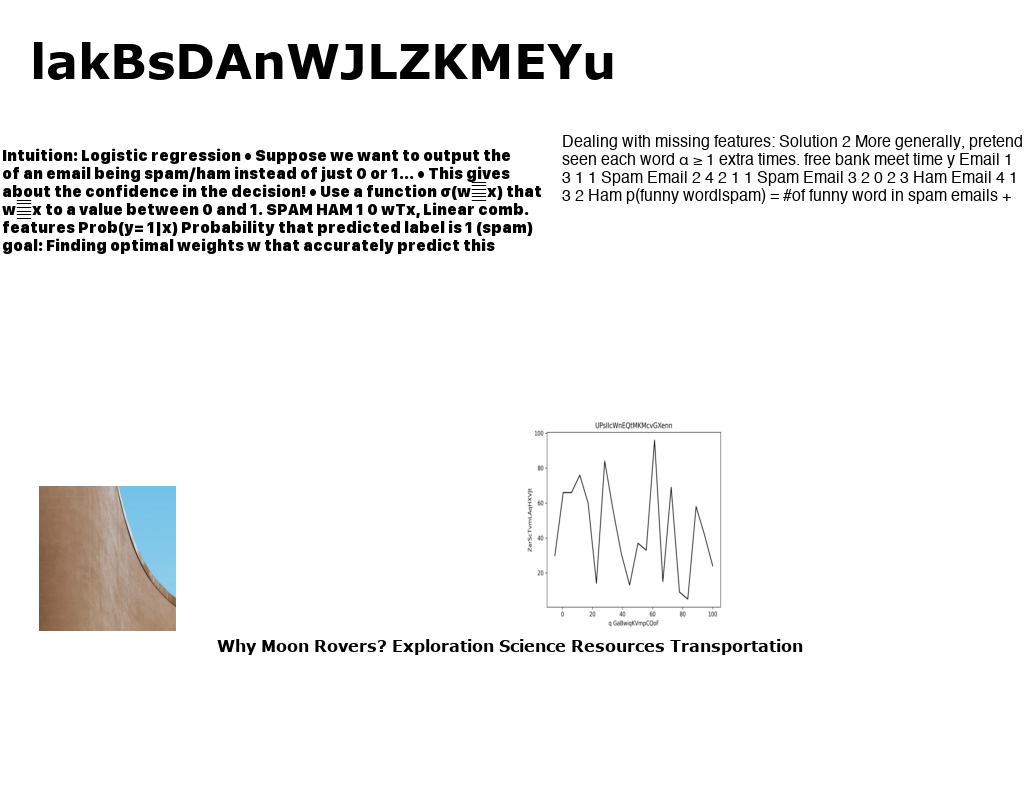 lakBsDAnWJLZKMEYu
Intuition: Logistic regression • Suppose we want to output the
of an email being spam/ham instead of just 0 or 1… • This gives
about the confidence in the decision! • Use a function σ(w x) that
w x to a value between 0 and 1. SPAM HAM 1 0 wTx, Linear comb.
features Prob(y= 1|x) Probability that predicted label is 1 (spam)
goal: Finding optimal weights w that accurately predict this
Dealing with missing features: Solution 2 More generally, pretend
seen each word α ≥ 1 extra times. free bank meet time y Email 1
3 1 1 Spam Email 2 4 2 1 1 Spam Email 3 2 0 2 3 Ham Email 4 1
3 2 Ham p(funny word|spam) = #of funny word in spam emails +
100
80
60
40
20
0 20 40 60 80 100
Why Moon Rovers? Exploration Science Resources Transportation